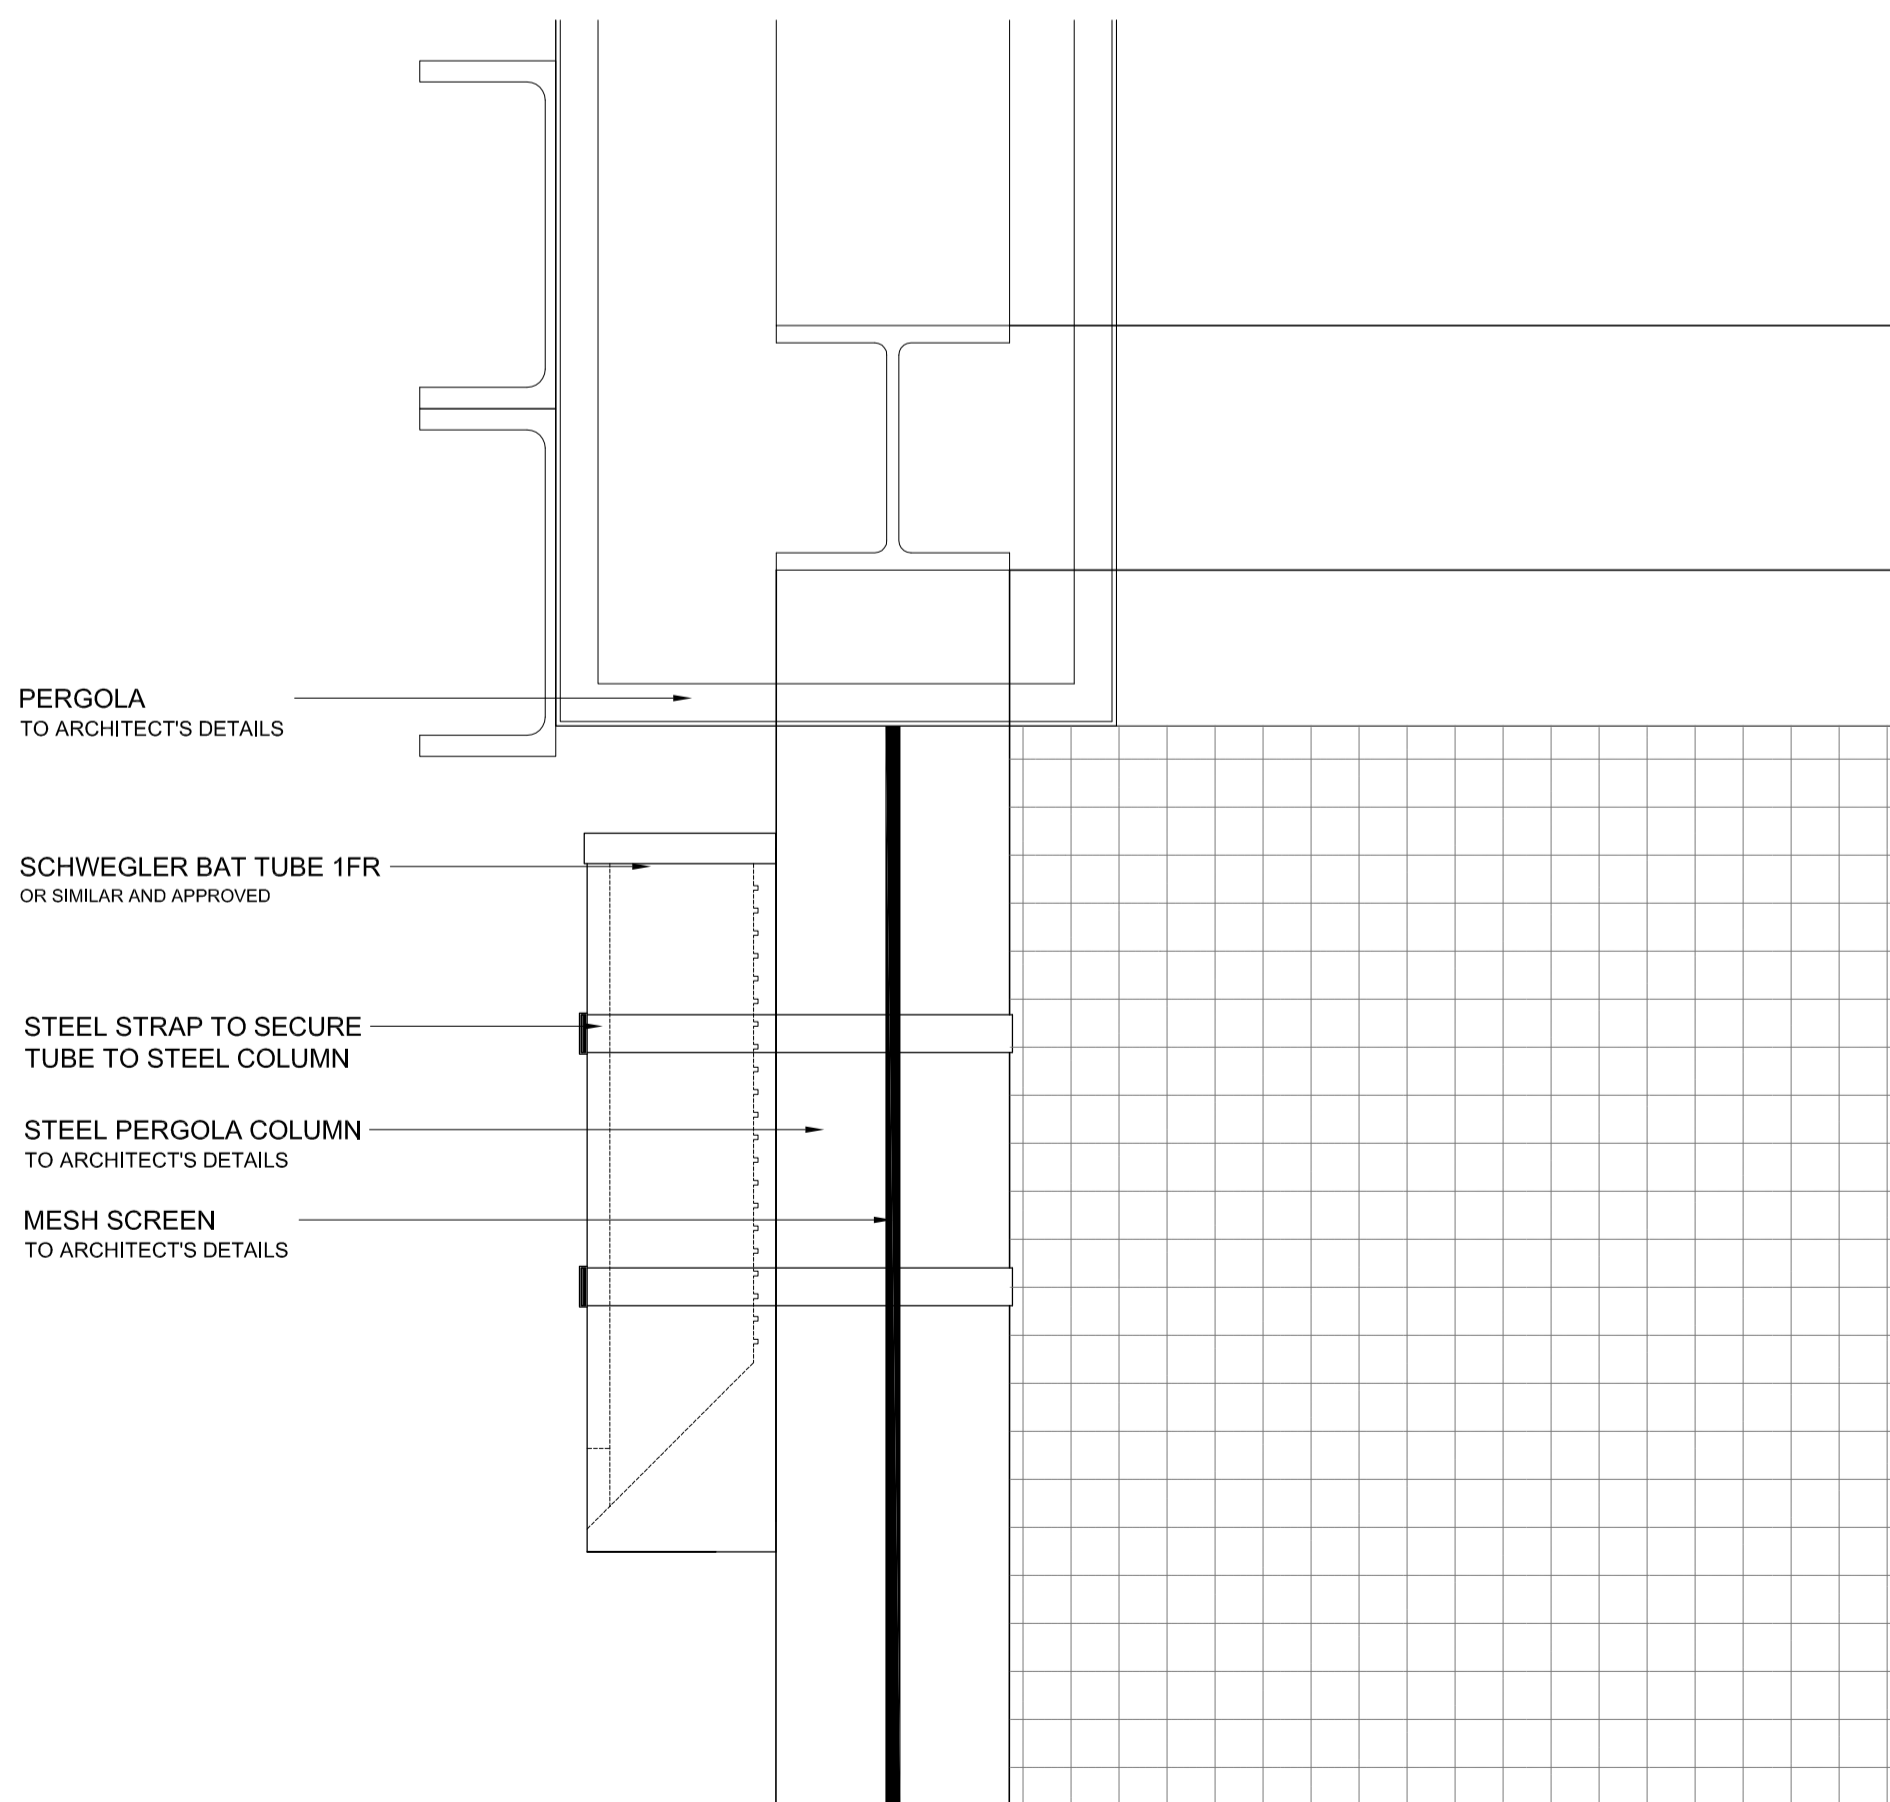 PERGOLA
TO ARCHITECT'S DETAILS
SCHWEGLER BAT TUBE 1FR
OR SIMILAR AND APPROVED
STEEL STRAP TO SECURE
TUBE TO STEEL COLUMN
STEEL PERGOLA COLUMN
TO ARCHITECT'S DETAILS
MESH SCREEN
TO ARCHITECT'S DETAILS